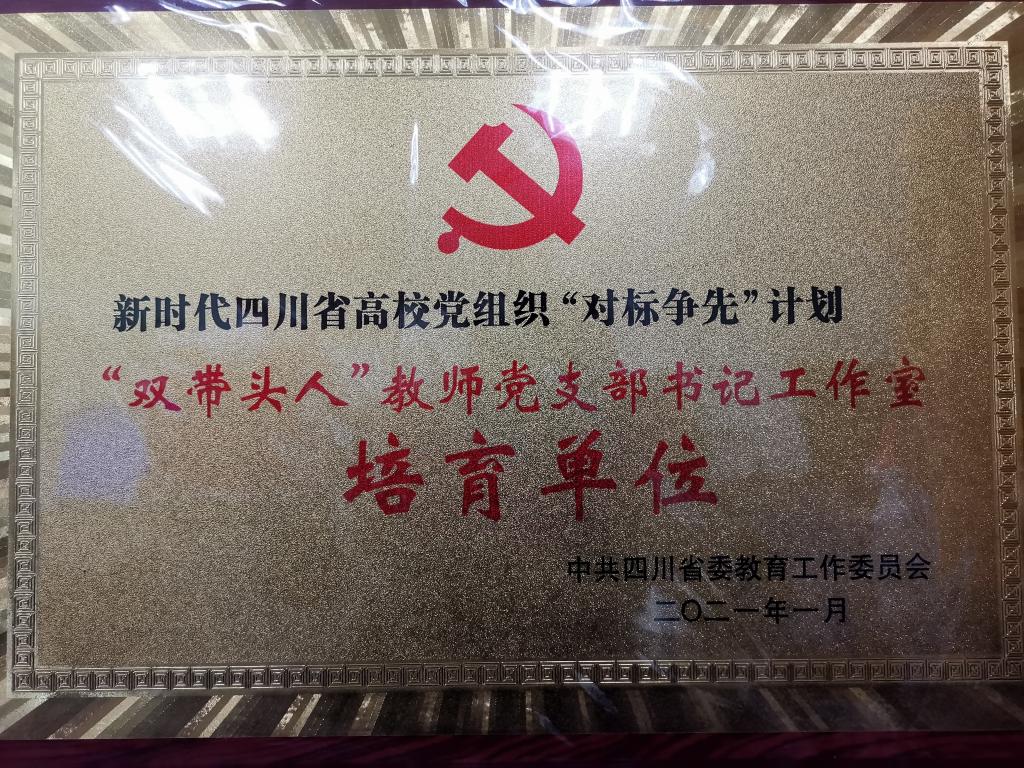 新时代四川省高校党组织“对标争先”计划
“双带头人”教师党支部书记工作室
培育单位
中共四川省委教育工作委员会
二〇二一年一月